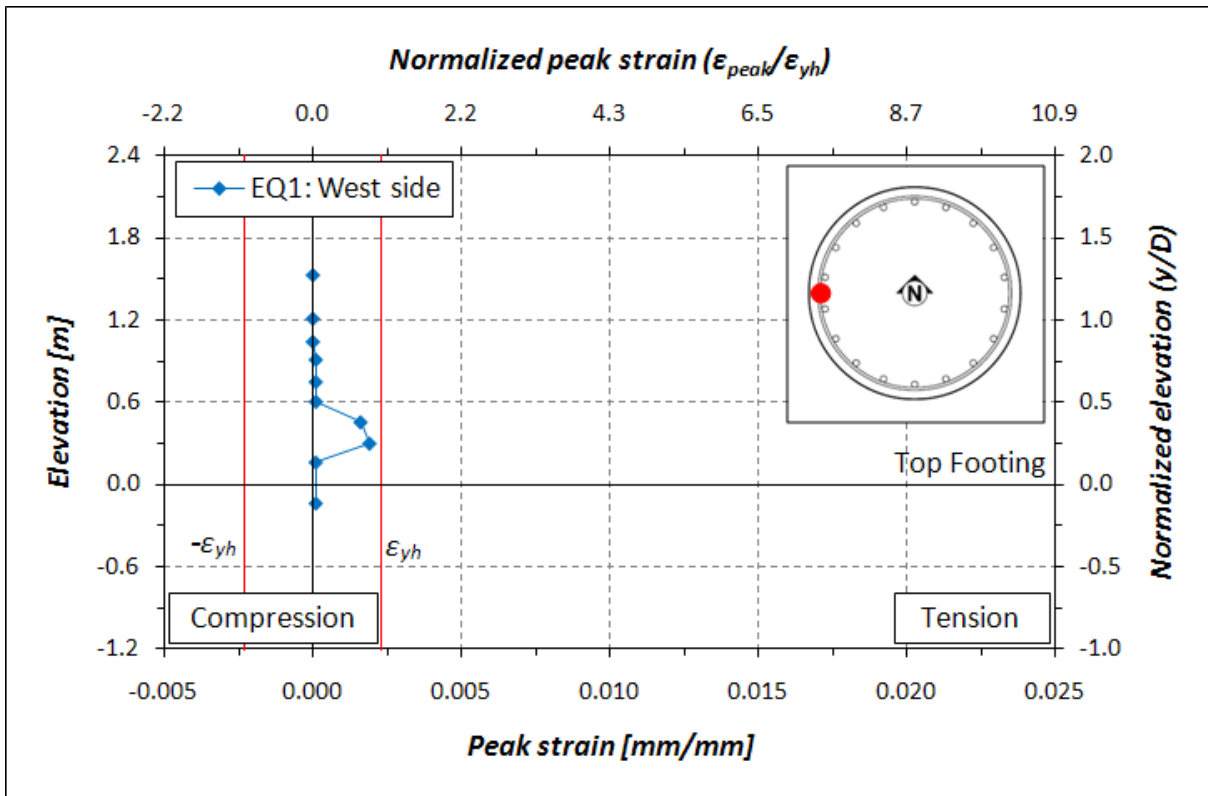 Normalized peak strain (εpeak/εyh)
-2.2 0.0 2.2 4.3 6.5 8.7 10.9
2.4 2.0
EQ1: West side
1.8 1.5
1.2 1.0
N
0.6 0.5
Top Footing
0.0 0.0
-εyh εyh
-0.6 -0.5
Compression Tension
-1.2 -1.0
-0.005 0.000 0.005 0.010 0.015 0.020 0.025
Peak strain [mm/mm]
Elevation [m]
Normalized elevation (y/D)